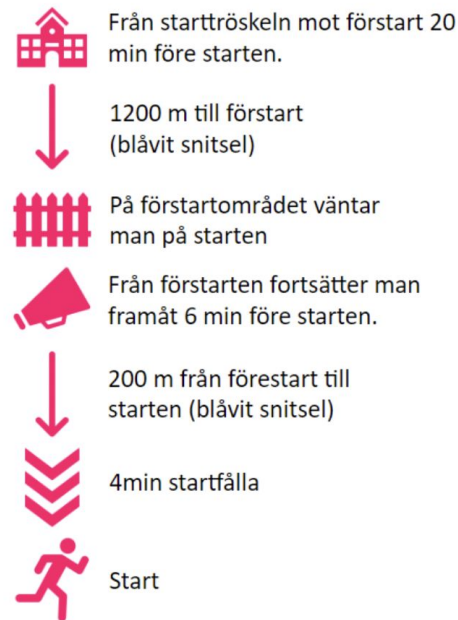 Från starttröskeln mot förstart 20
min före starten.
1200 m till förstart
(blåvit snitsel)
På förstartområdet väntar
man på starten
Från förstarten fortsätter man
framåt 6 min före starten.
200 m från förestart till
starten (blåvit snitsel)
4min startfålla
Start